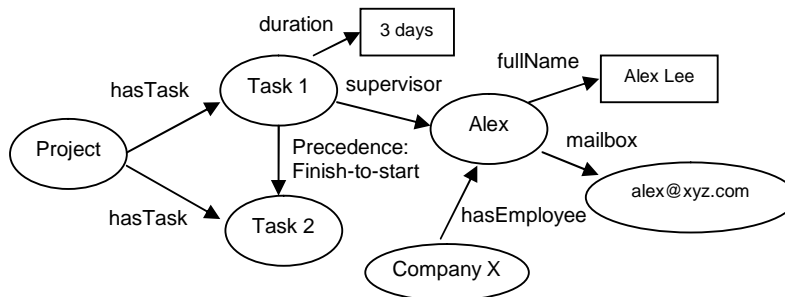 duration
3 days
fullName
Alex Lee
hasTask
Task 1
supervisor
Alex
mailbox
Project
Precedence:
Finish-to-start
alex@xyz.com
hasTask
Task 2
hasEmployee
Company X